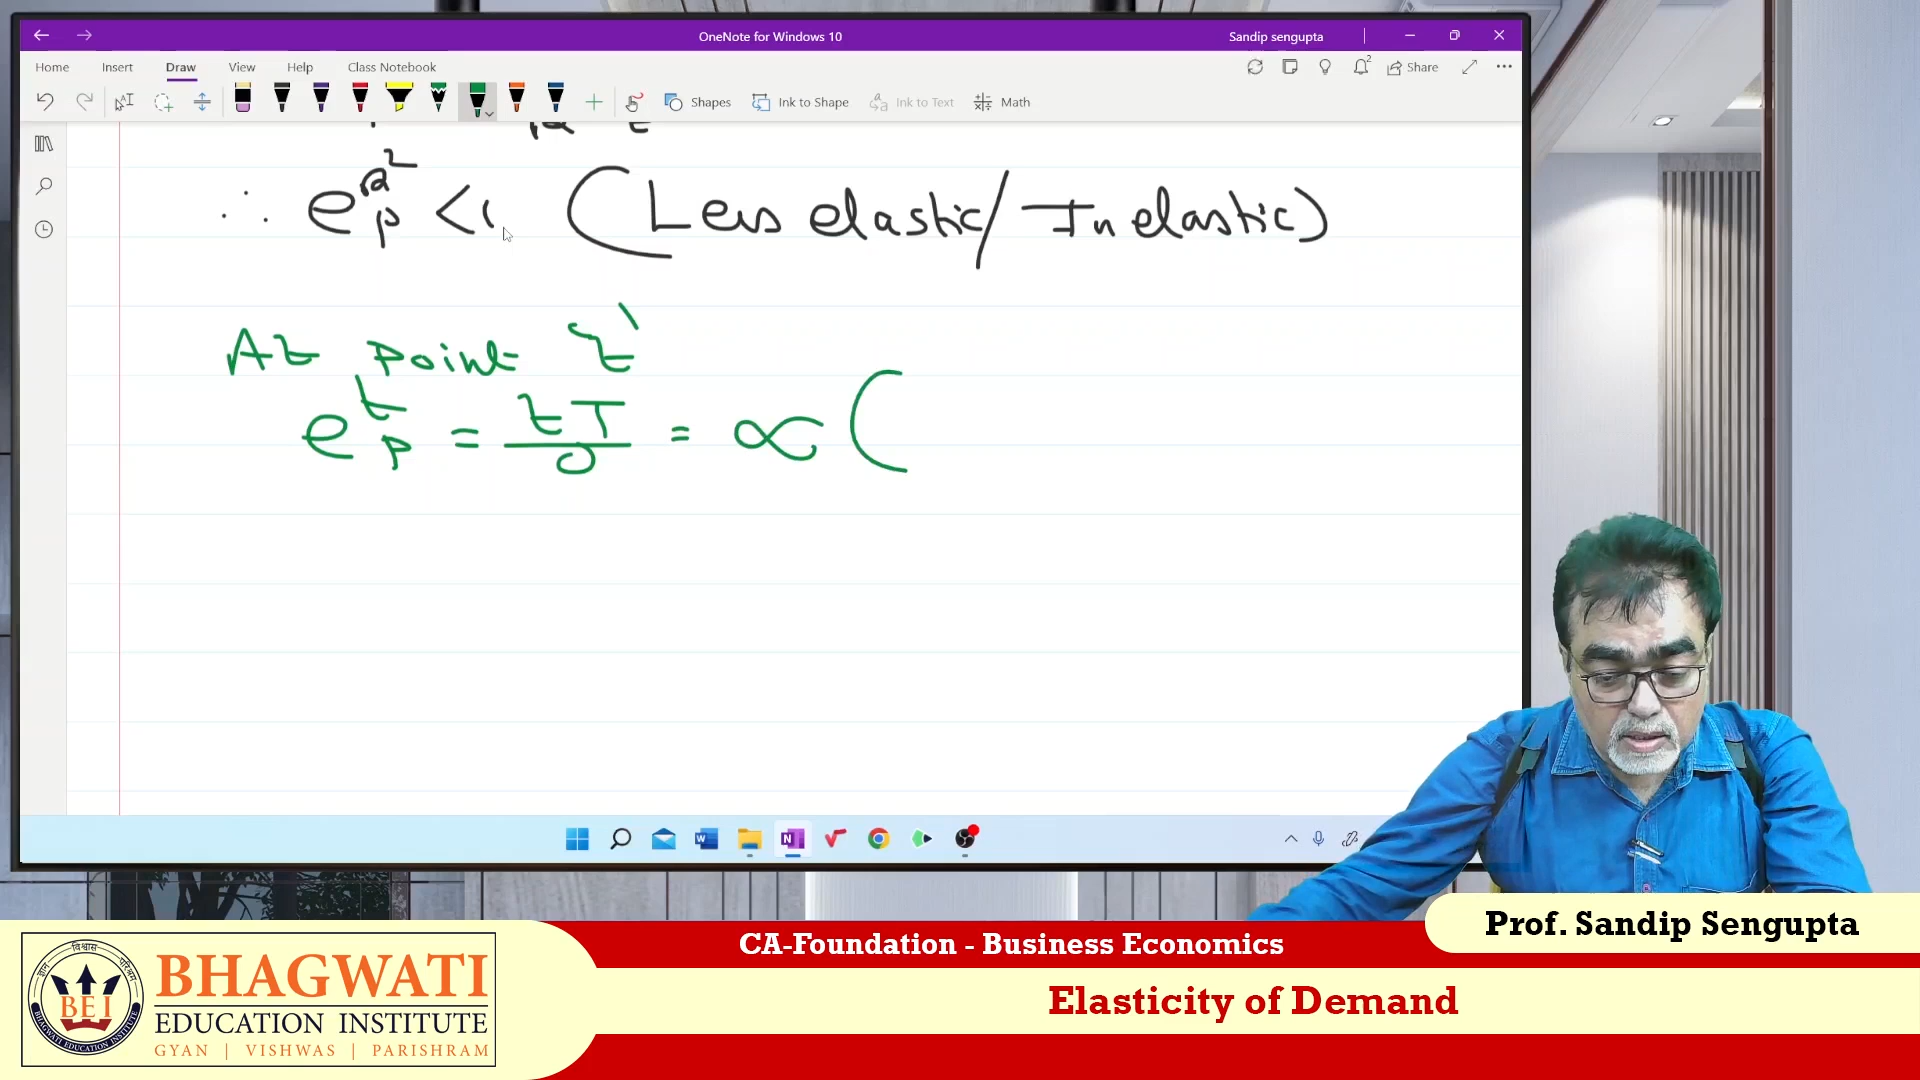 OneNote for Windows 10
Sandip sengupta
Home Insert Draw View Help Class Notebook
2 Share
Shapes Ink to Shape Ink to Text Math
∴ e p < 1 (Less elastic/Inelastic)
At point t'
e t p = tT / 0 = ∝ (
Prof. Sandip Sengupta
CA-Foundation - Business Economics
Elasticity of Demand
विश्वास
BEI
BHAGWATI
EDUCATION INSTITUTE
GYAN | VISHWAS | PARISHRAM